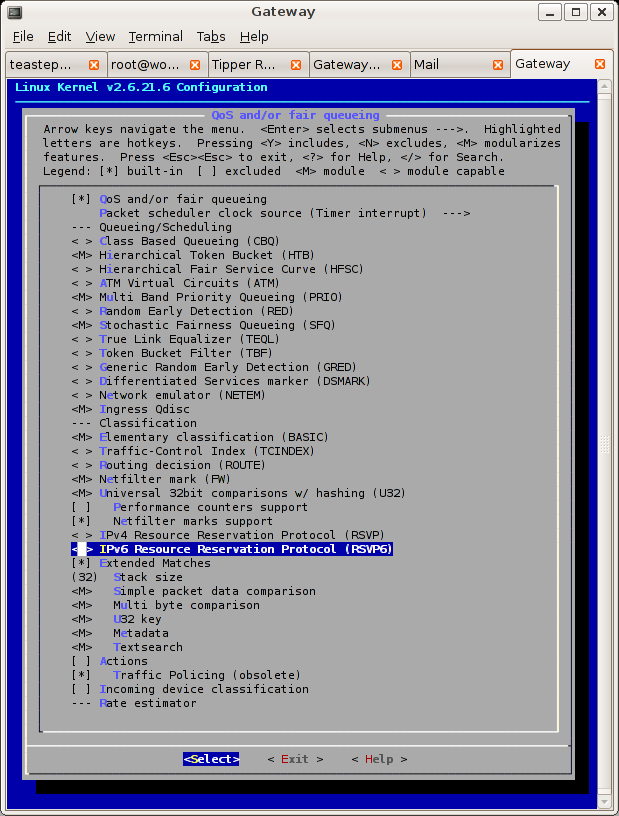 Gateway
File Edit View Terminal Tabs Help
teastep... root@wo... Tipper R... Gateway... Mail Gateway
Linux Kernel v2.6.21.6 Configuration
QoS and/or fair queueing
Arrow keys navigate the menu. <Enter> selects submenus --->. Highlighted
letters are hotkeys. Pressing <Y> includes, <N> excludes, <M> modularizes
features. Press <Esc><Esc> to exit, <?> for Help, </> for Search.
Legend: [*] built-in [ ] excluded <M> module < > module capable
[*] QoS and/or fair queueing
Packet scheduler clock source (Timer interrupt) --->
--- Queueing/Scheduling
< > Class Based Queueing (CBQ)
<M> Hierarchical Token Bucket (HTB)
< > Hierarchical Fair Service Curve (HFSC)
< > ATM Virtual Circuits (ATM)
<M> Multi Band Priority Queueing (PRIO)
< > Random Early Detection (RED)
<M> Stochastic Fairness Queueing (SFQ)
< > True Link Equalizer (TEQL)
< > Token Bucket Filter (TBF)
< > Generic Random Early Detection (GRED)
< > Differentiated Services marker (DSMARK)
< > Network emulator (NETEM)
<M> Ingress Qdisc
--- Classification
<M> Elementary classification (BASIC)
< > Traffic-Control Index (TCINDEX)
< > Routing decision (ROUTE)
<M> Netfilter mark (FW)
<M> Universal 32bit comparisons w/ hashing (U32)
[ ] Performance counters support
[*] Netfilter marks support
< > IPv4 Resource Reservation Protocol (RSVP)
< > IPv6 Resource Reservation Protocol (RSVP6)
[*] Extended Matches
(32) Stack size
<M> Simple packet data comparison
<M> Multi byte comparison
<M> U32 key
<M> Metadata
<M> Textsearch
[ ] Actions
[*] Traffic Policing (obsolete)
[ ] Incoming device classification
--- Rate estimator
<Select> < Exit > < Help >